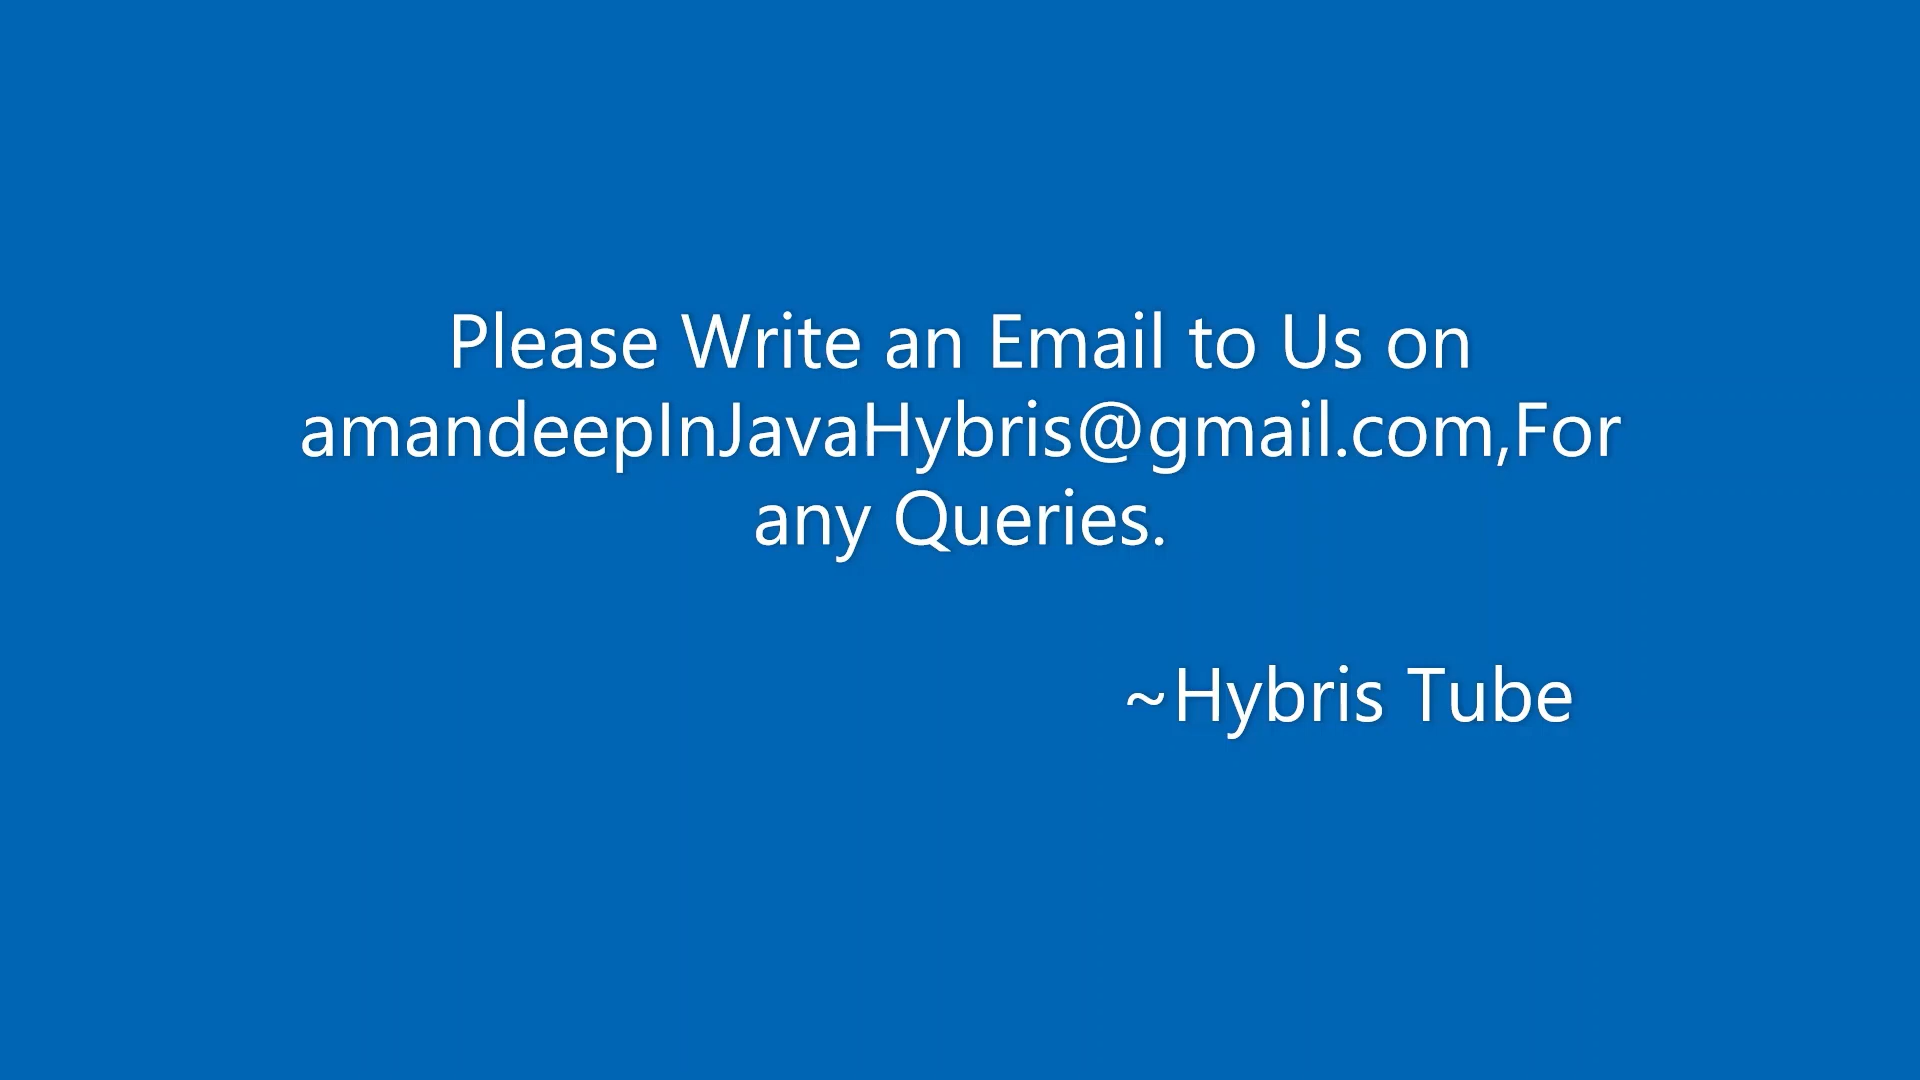 Please Write an Email to Us on
amandeepInJavaHybris@gmail.com,For
any Queries.
~Hybris Tube